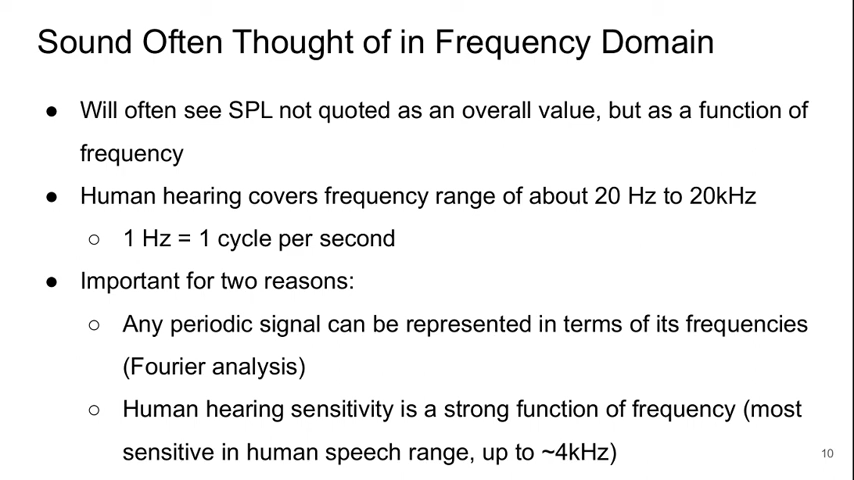 Sound Often Thought of in Frequency Domain
● Will often see SPL not quoted as an overall value, but as a function of
frequency
● Human hearing covers frequency range of about 20 Hz to 20kHz
○ 1 Hz = 1 cycle per second
● Important for two reasons:
○ Any periodic signal can be represented in terms of its frequencies
(Fourier analysis)
○ Human hearing sensitivity is a strong function of frequency (most
sensitive in human speech range, up to ~4kHz)
10